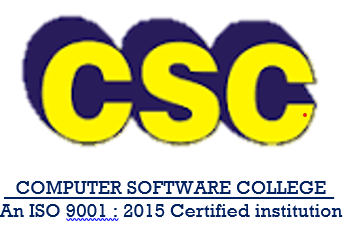 CSC
COMPUTER SOFTWARE COLLEGE
An ISO 9001 : 2015 Certified institution